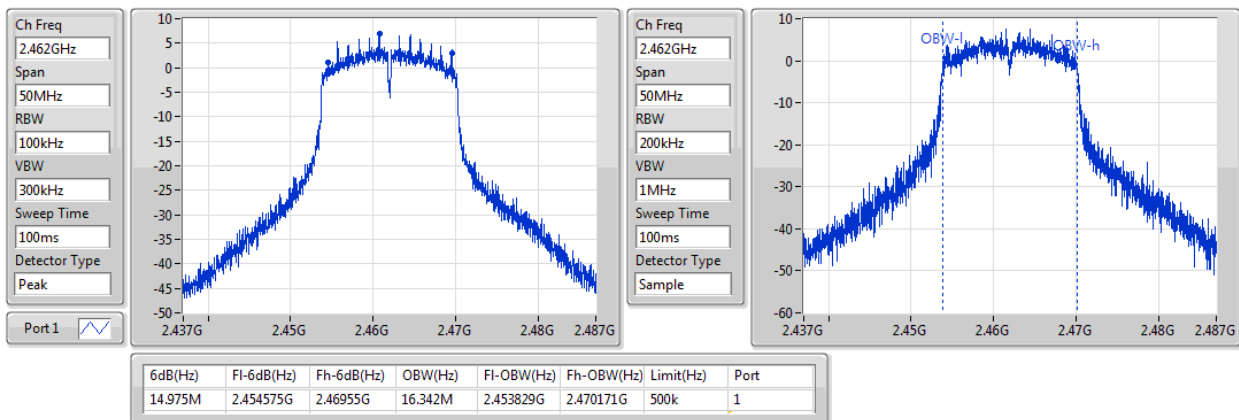 Ch Freq
2.462GHz
Span
50MHz
RBW
100kHz
VBW
300kHz
Sweep Time
100ms
Detector Type
Peak
Port 1
10
5
0
-5
-10
-15
-20
-25
-30
-35
-40
-45
-50
2.437G 2.45G 2.46G 2.47G 2.48G 2.487G
Ch Freq
2.462GHz
Span
50MHz
RBW
200kHz
VBW
1MHz
Sweep Time
100ms
Detector Type
Sample
10
0
-10
-20
-30
-40
-50
-60
OBW-l OBW-h
2.437G 2.45G 2.46G 2.47G 2.48G 2.487G
6dB(Hz) Fl-6dB(Hz) Fh-6dB(Hz) OBW(Hz) Fl-OBW(Hz) Fh-OBW(Hz) Limit(Hz) Port
14.975M 2.454575G 2.46955G 16.342M 2.453829G 2.470171G 500k 1